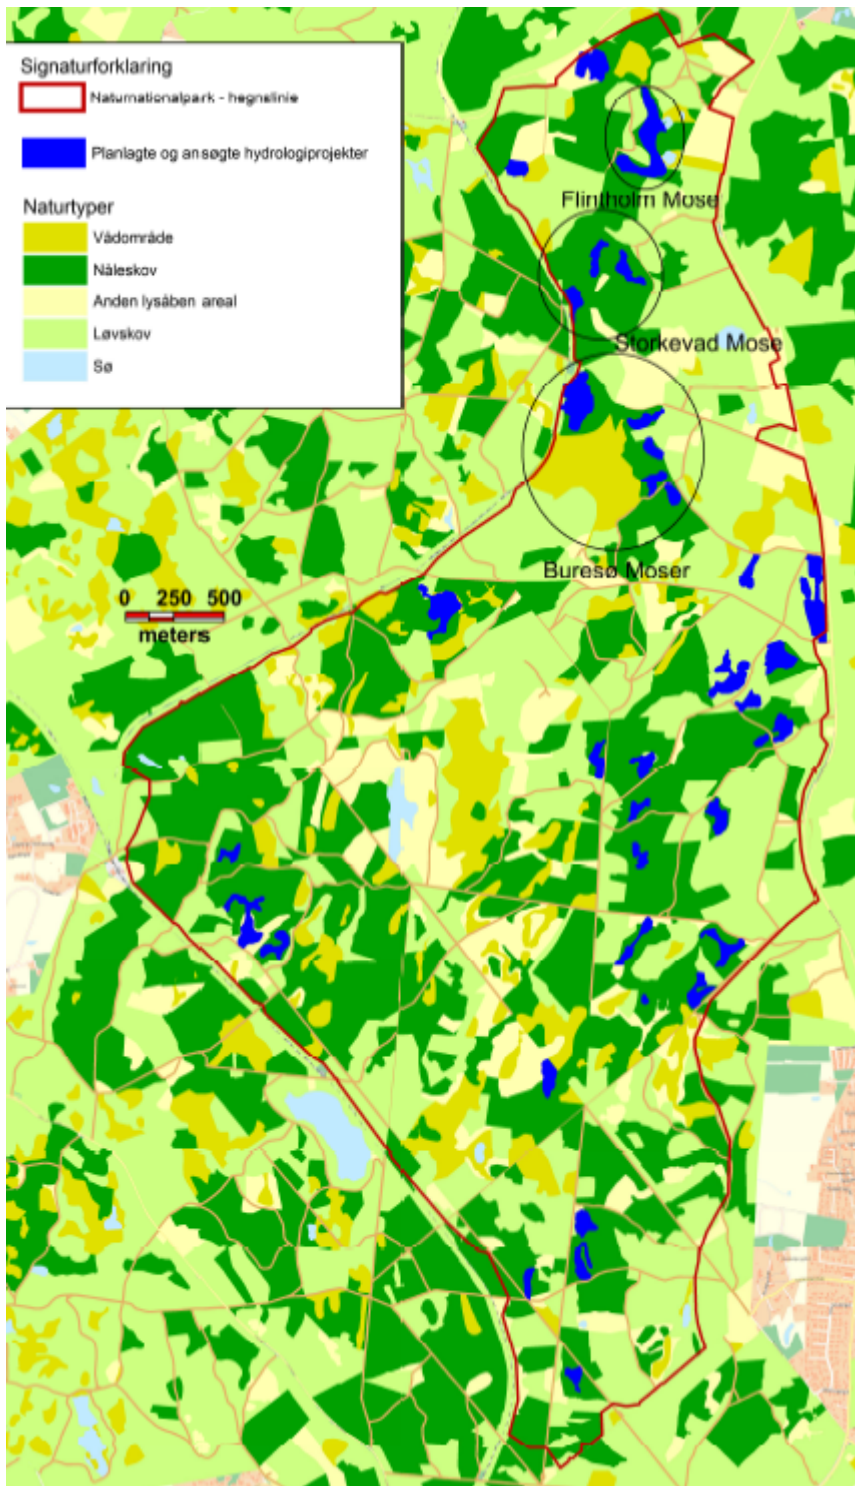 Signaturforklaring
Naturnationalpark - hegnslinie
Planlagte og ansøgte hydrologiprojekter
Naturtyper
Vådområde
Nåleskov
Anden lysåben areal
Løvskov
Sø
Flintholm Mose
Storkevad Mose
Buresø Moser
0 250 500
meters